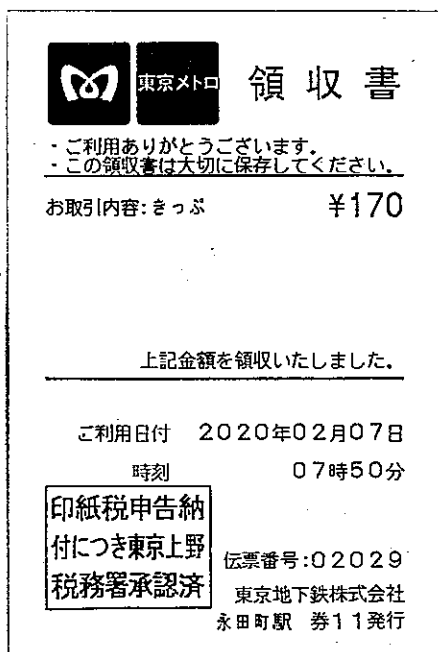 東京メトロ 領収書
・ご利用ありがとうございます。
・この領収書は大切に保存してください。
お取引内容:きっぷ ¥170
上記金額を領収いたしました。
ご利用日付 2020年02月07日
時刻 07時50分
印紙税申告納
付につき東京上野
税務署承認済
伝票番号:02029
東京地下鉄株式会社
永田町駅 券11発行